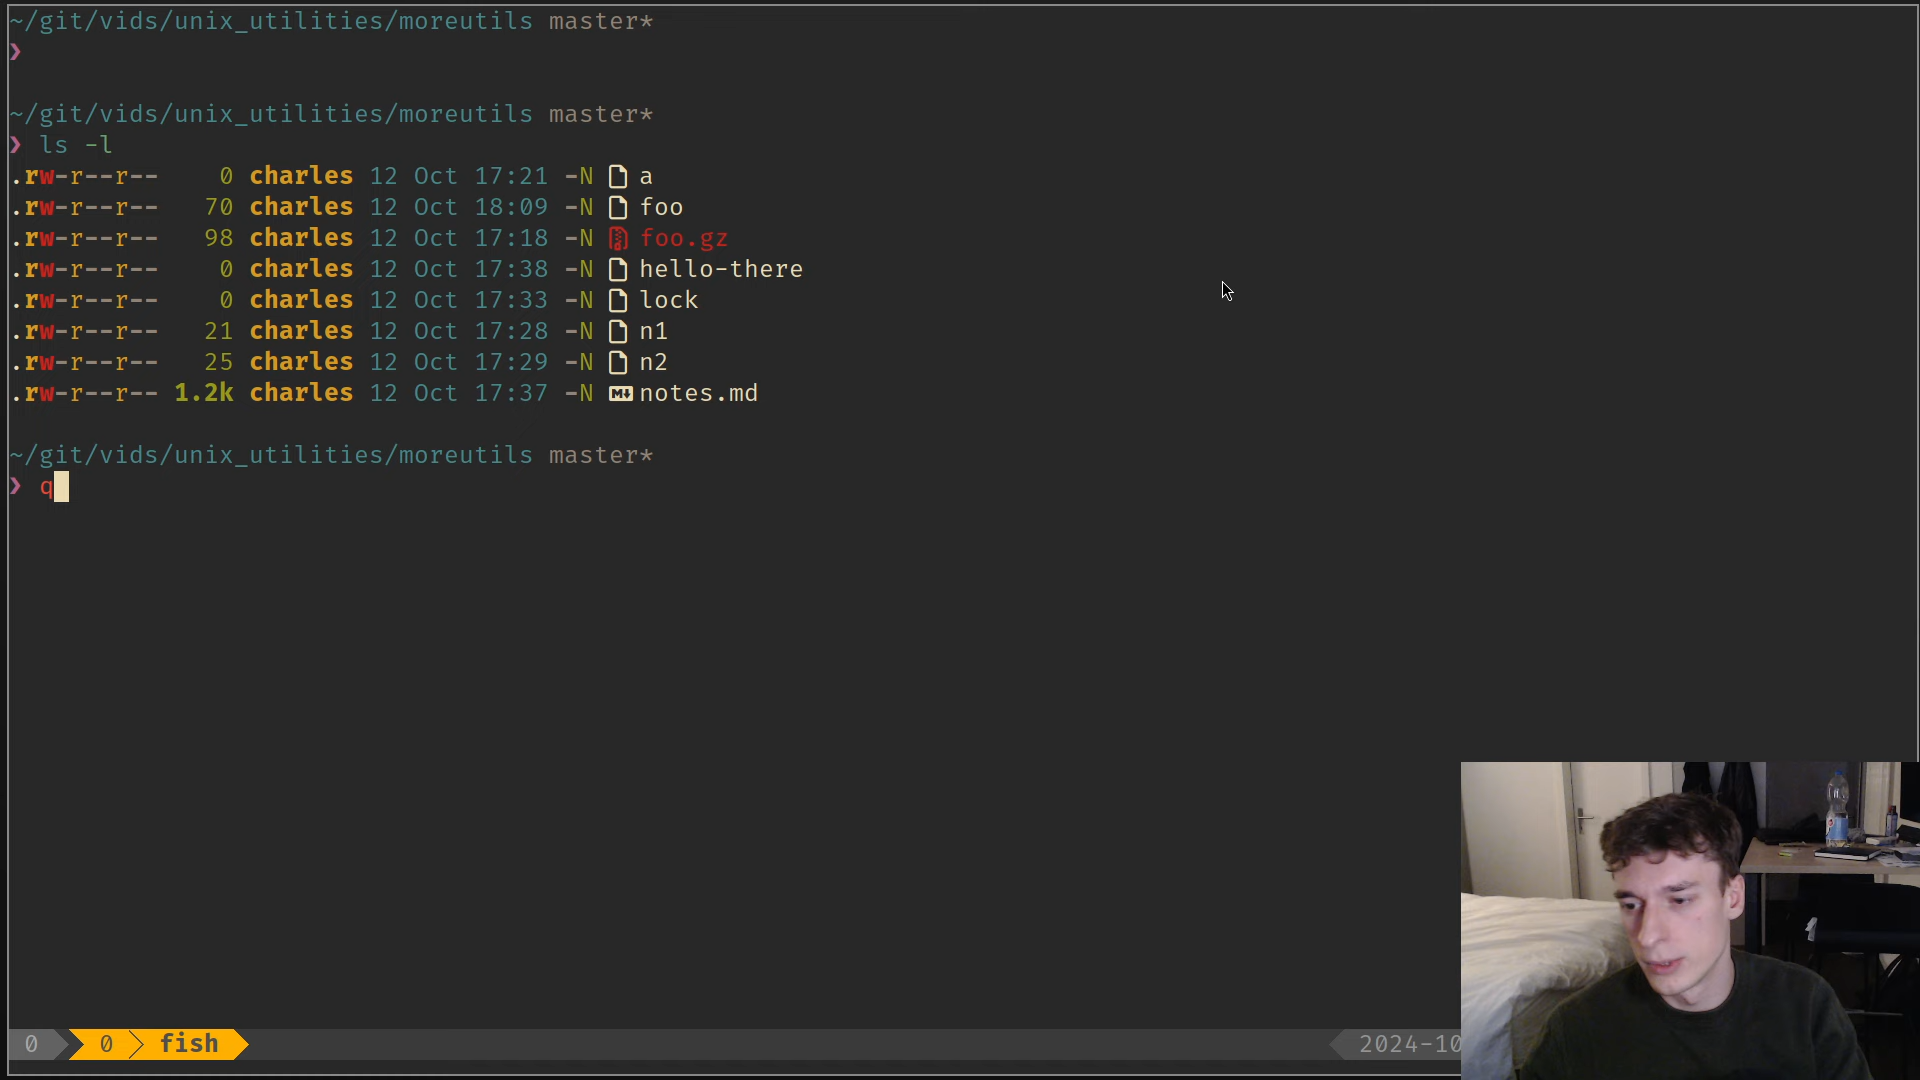 ~/git/vids/unix_utilities/moreutils master*
❯
~/git/vids/unix_utilities/moreutils master*
❯ ls -l
.rw-r--r-- 0 charles 12 Oct 17:21 -N a
.rw-r--r-- 70 charles 12 Oct 18:09 -N foo
.rw-r--r-- 98 charles 12 Oct 17:18 -N foo.gz
.rw-r--r-- 0 charles 12 Oct 17:38 -N hello-there
.rw-r--r-- 0 charles 12 Oct 17:33 -N lock
.rw-r--r-- 21 charles 12 Oct 17:28 -N n1
.rw-r--r-- 25 charles 12 Oct 17:29 -N n2
.rw-r--r-- 1.2k charles 12 Oct 17:37 -N notes.md
~/git/vids/unix_utilities/moreutils master*
❯ q
0 0 fish 2024-10